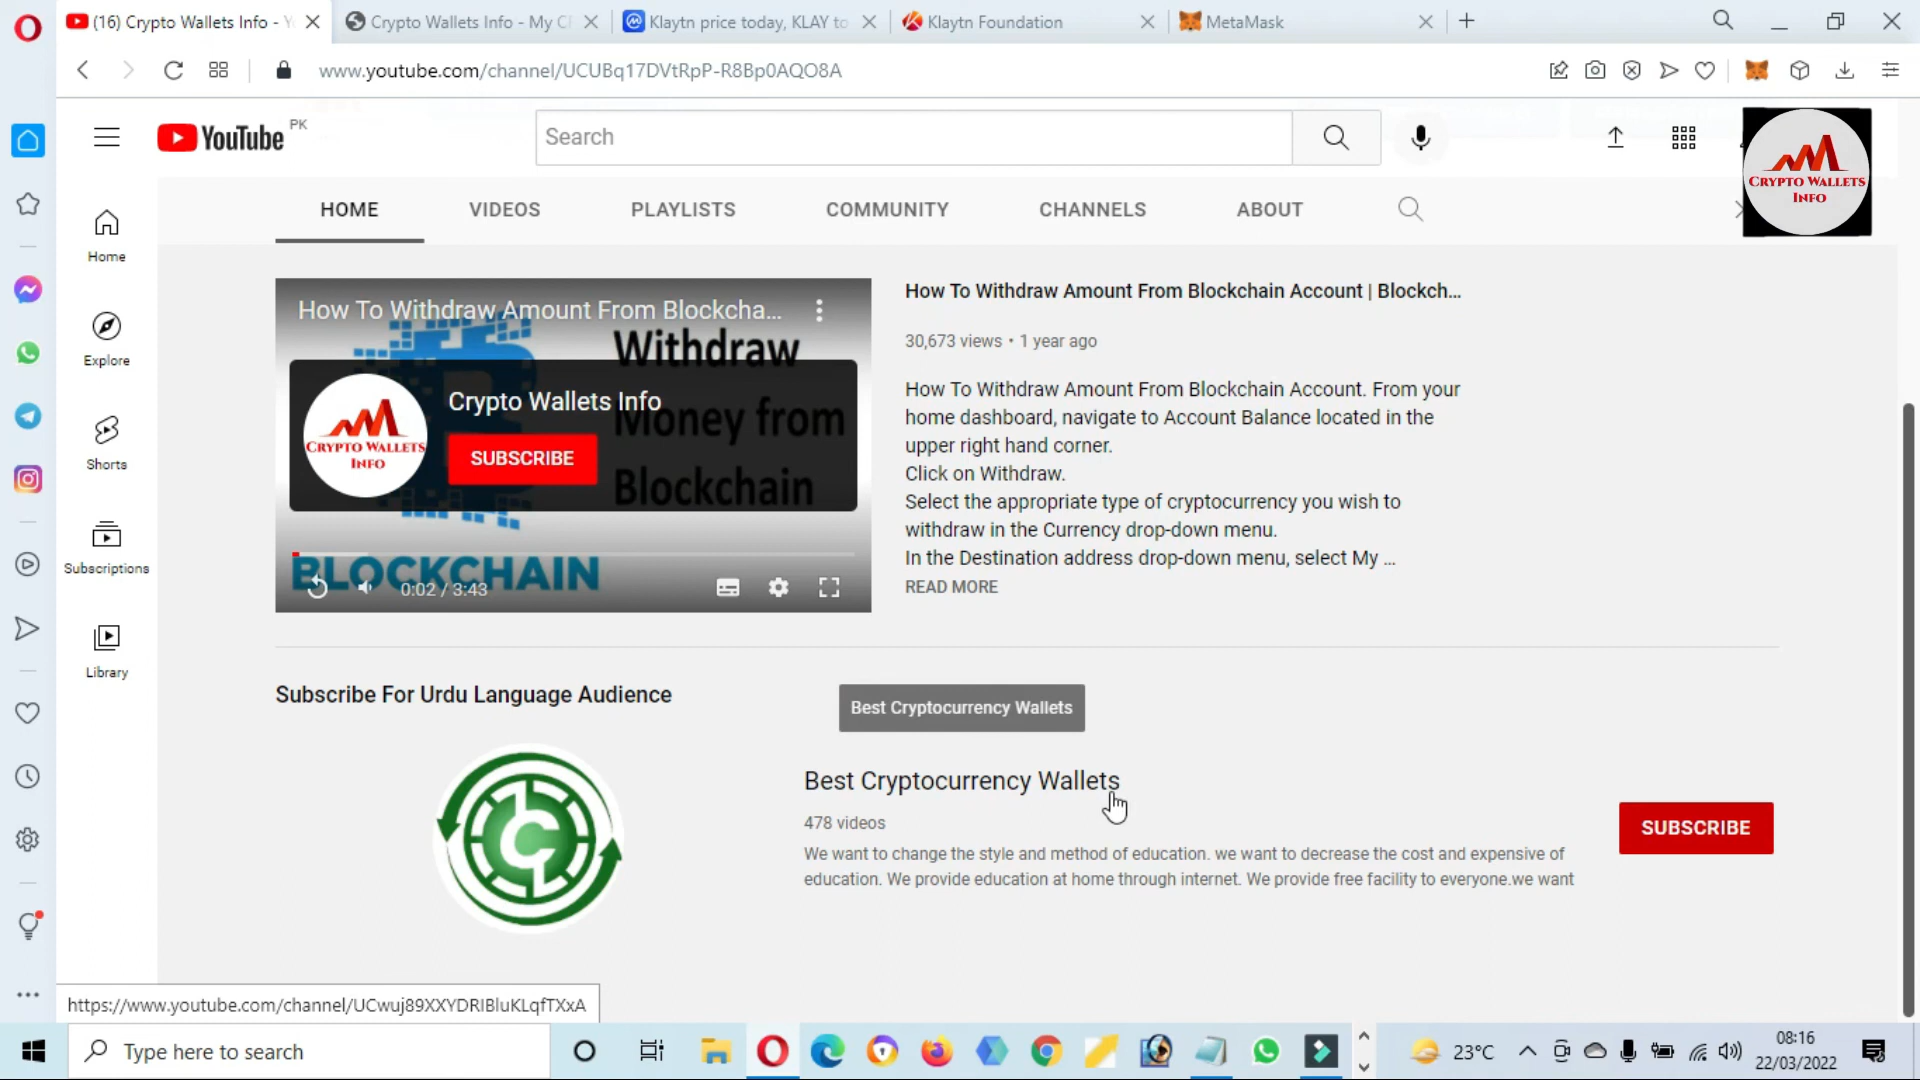 (16) Crypto Wallets Info - Y
Crypto Wallets Info - My C
Klaytn price today, KLAY to
Klaytn Foundation
MetaMask
www.youtube.com/channel/UCUBq17DVtRpP-R8Bp0AQO8A
YouTube PK
Search
CRYPTO WALLETS
INFO
HOME
VIDEOS
PLAYLISTS
COMMUNITY
CHANNELS
ABOUT
Home
Explore
Shorts
Subscriptions
Library
How To Withdraw Amount From Blockcha...
Withdraw
Money from
Blockchain
Crypto Wallets Info
SUBSCRIBE
CRYPTO WALLETS
INFO
BLOCKCHAIN
0:02 / 3:43
How To Withdraw Amount From Blockchain Account | Blockch...
30,673 views • 1 year ago
How To Withdraw Amount From Blockchain Account. From your
home dashboard, navigate to Account Balance located in the
upper right hand corner.
Click on Withdraw.
Select the appropriate type of cryptocurrency you wish to
withdraw in the Currency drop-down menu.
In the Destination address drop-down menu, select My ...
READ MORE
Subscribe For Urdu Language Audience
Best Cryptocurrency Wallets
Best Cryptocurrency Wallets
478 videos
We want to change the style and method of education. we want to decrease the cost and expensive of
education. We provide education at home through internet. We provide free facility to everyone.we want
SUBSCRIBE
https://www.youtube.com/channel/UCwuj89XXYDRIBluKLqfTXxA
Type here to search
23°C
08:16
22/03/2022